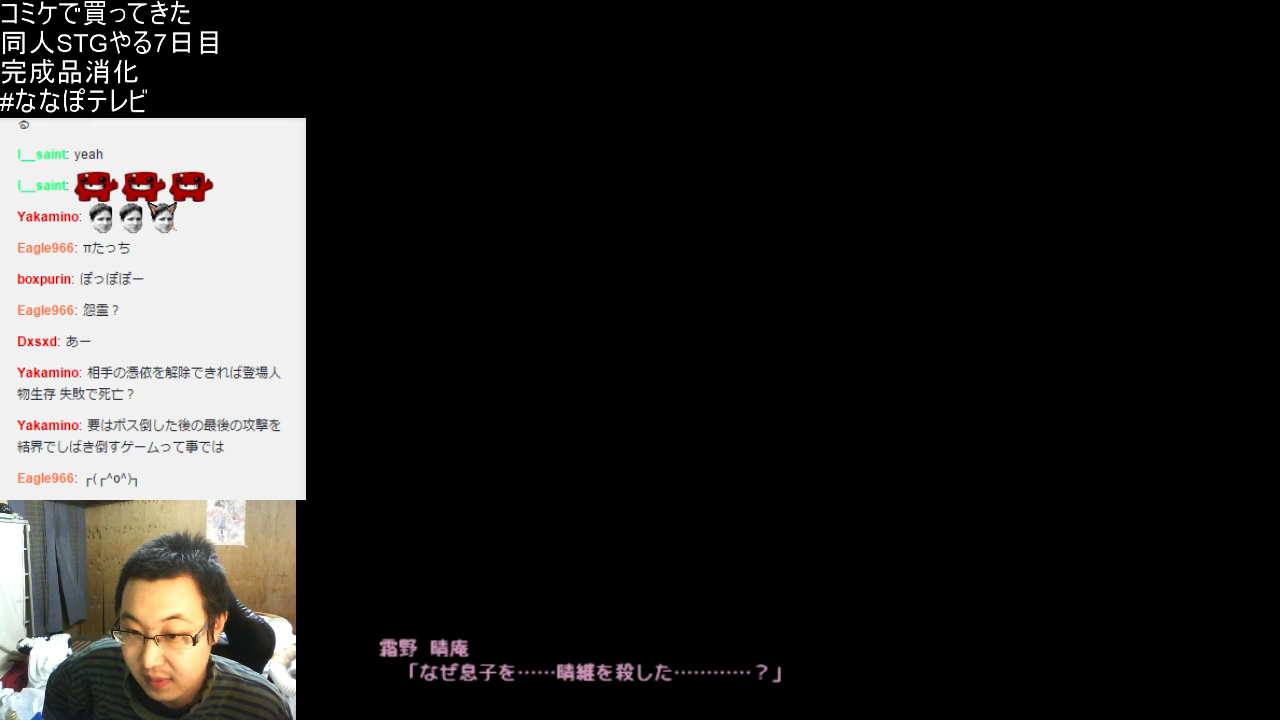 コミケで買ってきた
同人STGやる7日目
完成品消化
#ななぽテレビ
る
l__saint: yeah
l__saint:
Yakamino:
Eagle966: πたっち
boxpurin: ぽっぽぽー
Eagle966: 怨霊？
Dxsxd: あー
Yakamino: 相手の憑依を解除できれば登場人
物生存 失敗で死亡？
Yakamino: 要はボス倒した後の最後の攻撃を
結界でしばき倒すゲームって事では
Eagle966: ┌(┌^o^)┐
霜野 晴庵
「なぜ息子を……晴継を殺した…………？」